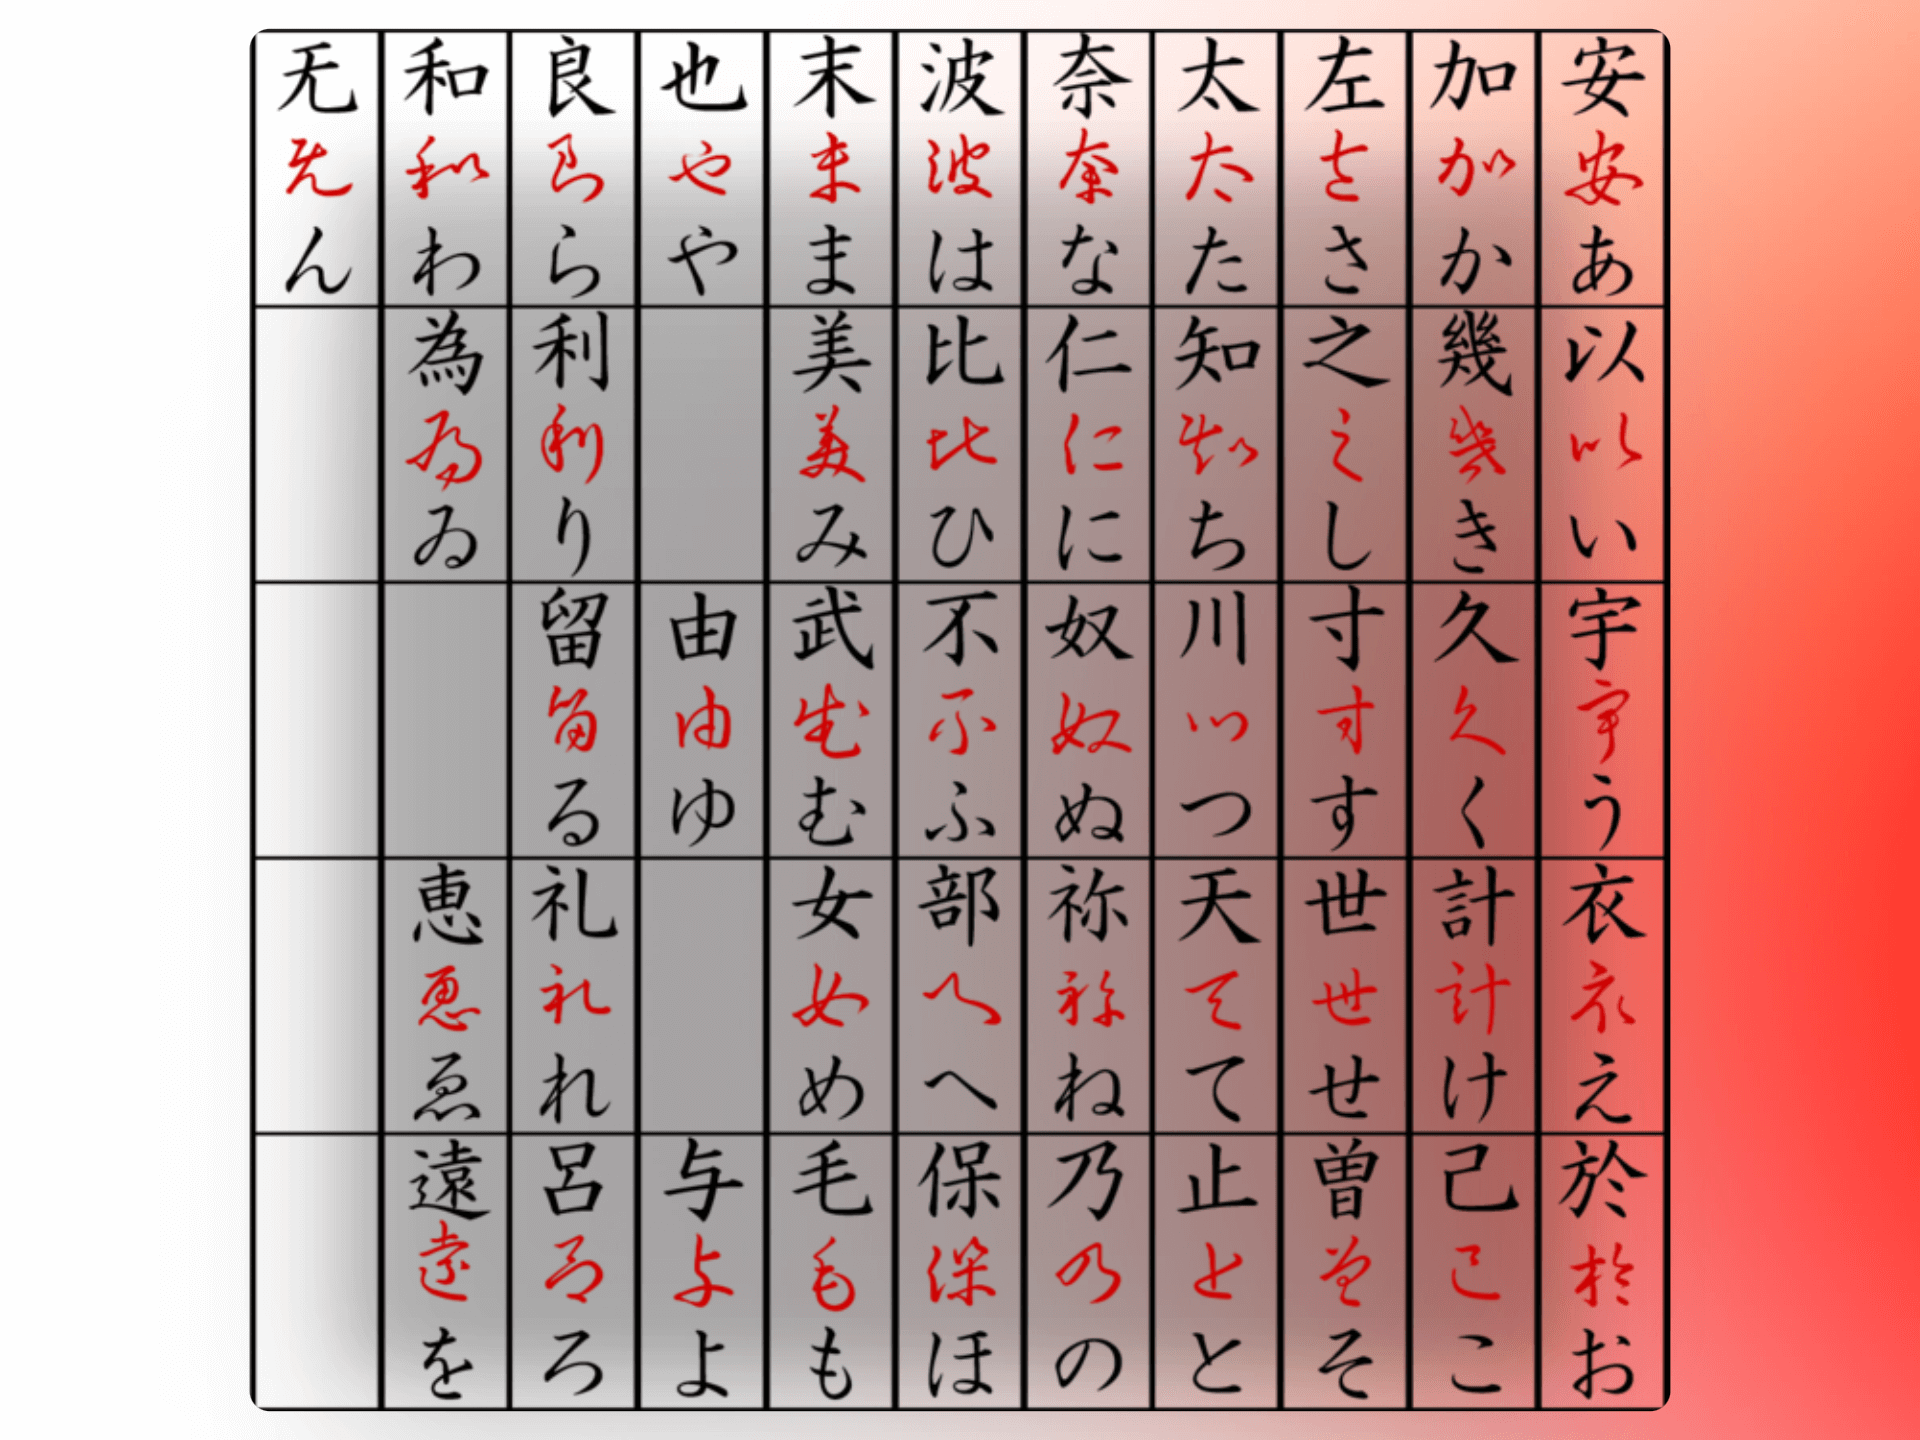 安安あ以以い宇宇う衣衣え於於お
加加か幾幾き久久く計計け己己こ
左左さ之之し寸寸す世世せ曽曽そ
太太た知知ち川川つ天天て止止と
奈奈な仁仁に奴奴ぬ祢祢ね乃乃の
波波は比比ひ不不ふ部部へ保保ほ
末末ま美美み武武む女女め毛毛も
也也や由由ゆ与与よ
良良ら利利り留留る礼礼れ呂呂ろ
和和わ為為ゐ恵恵ゑ遠遠を
无无ん